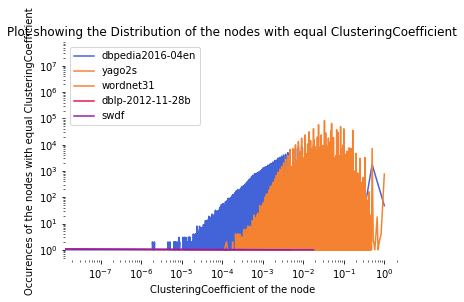 Plot showing the Distribution of the nodes with equal ClusteringCoefficient
Occurences of the nodes with equal ClusteringCoefficient
10^7
10^6
10^5
10^4
10^3
10^2
10^1
10^0
dbpedia2016-04en
yago2s
wordnet31
dblp-2012-11-28b
swdf
10^-7
10^-6
10^-5
10^-4
10^-3
10^-2
10^-1
10^0
ClusteringCoefficient of the node